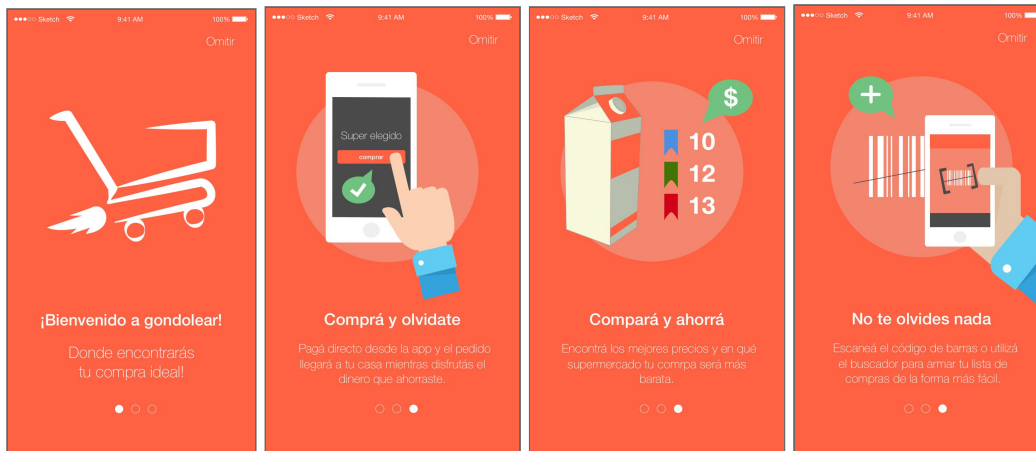 Sketch 9:41 AM 100%
Omitir
¡Bienvenido a gondolear!
Donde encontrarás
tu compra ideal!
Sketch 9:41 AM 100%
Omitir
Super elegido
comprar
Comprá y olvidate
Pagá directo desde la app y el pedido
llegará a tu casa mientras disfrutás el
dinero que ahorraste.
Sketch 9:41 AM 100%
Omitir
$
10
12
13
Compará y ahorrá
Encontrá los mejores precios y en qué
supermercado tu comrpa será más
barata.
Sketch 9:41 AM 100%
Omitir
+
No te olvides nada
Escaneá el código de barras o utilizá
el buscador para armar tu lista de
compras de la forma más fácil.